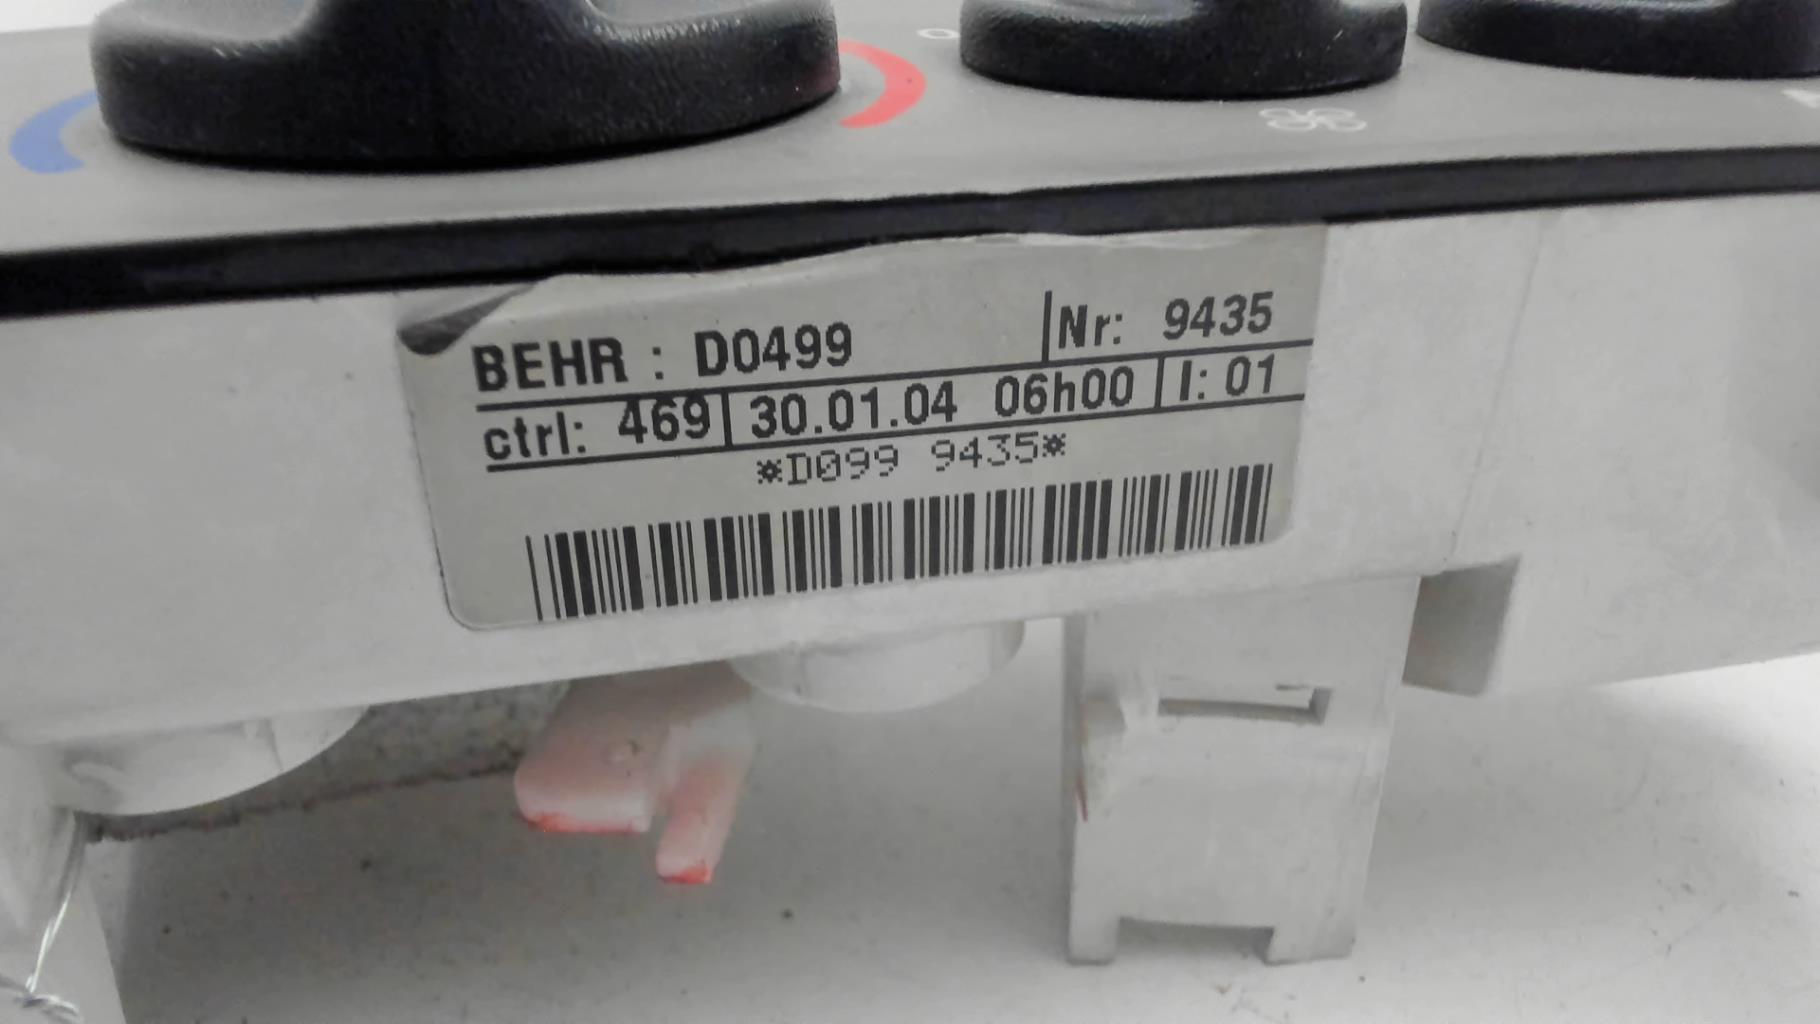 BEHR : D0499 Nr: 9435
ctrl: 469 30.01.04 06h00 I: 01
*D099 9435*